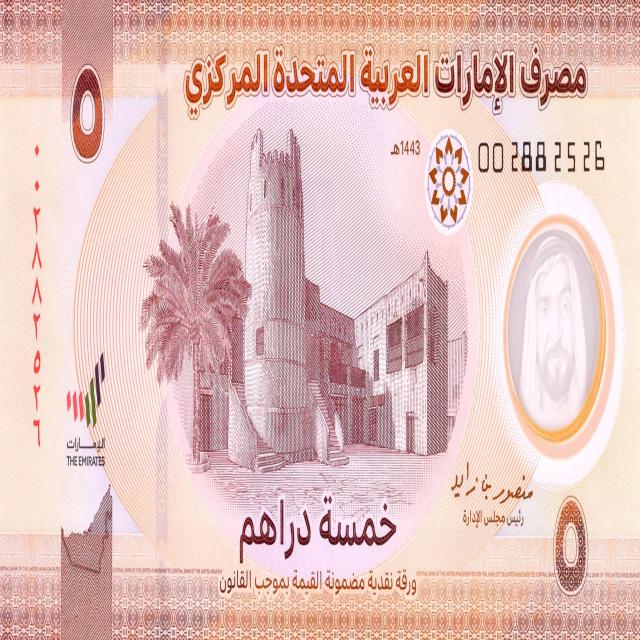 مصرف الإمارات العربية المتحدة المركزي
٥
1443هـ
00 288 2526
٠٠٢٨٨٢٥٢٦
الإمـــارات
THE EMIRATES
منصور بن زايد
رئيس مجلس الإدارة
خمسة دراهم
٥
ورقة نقدية مضمونة القيمة بموجب القانون